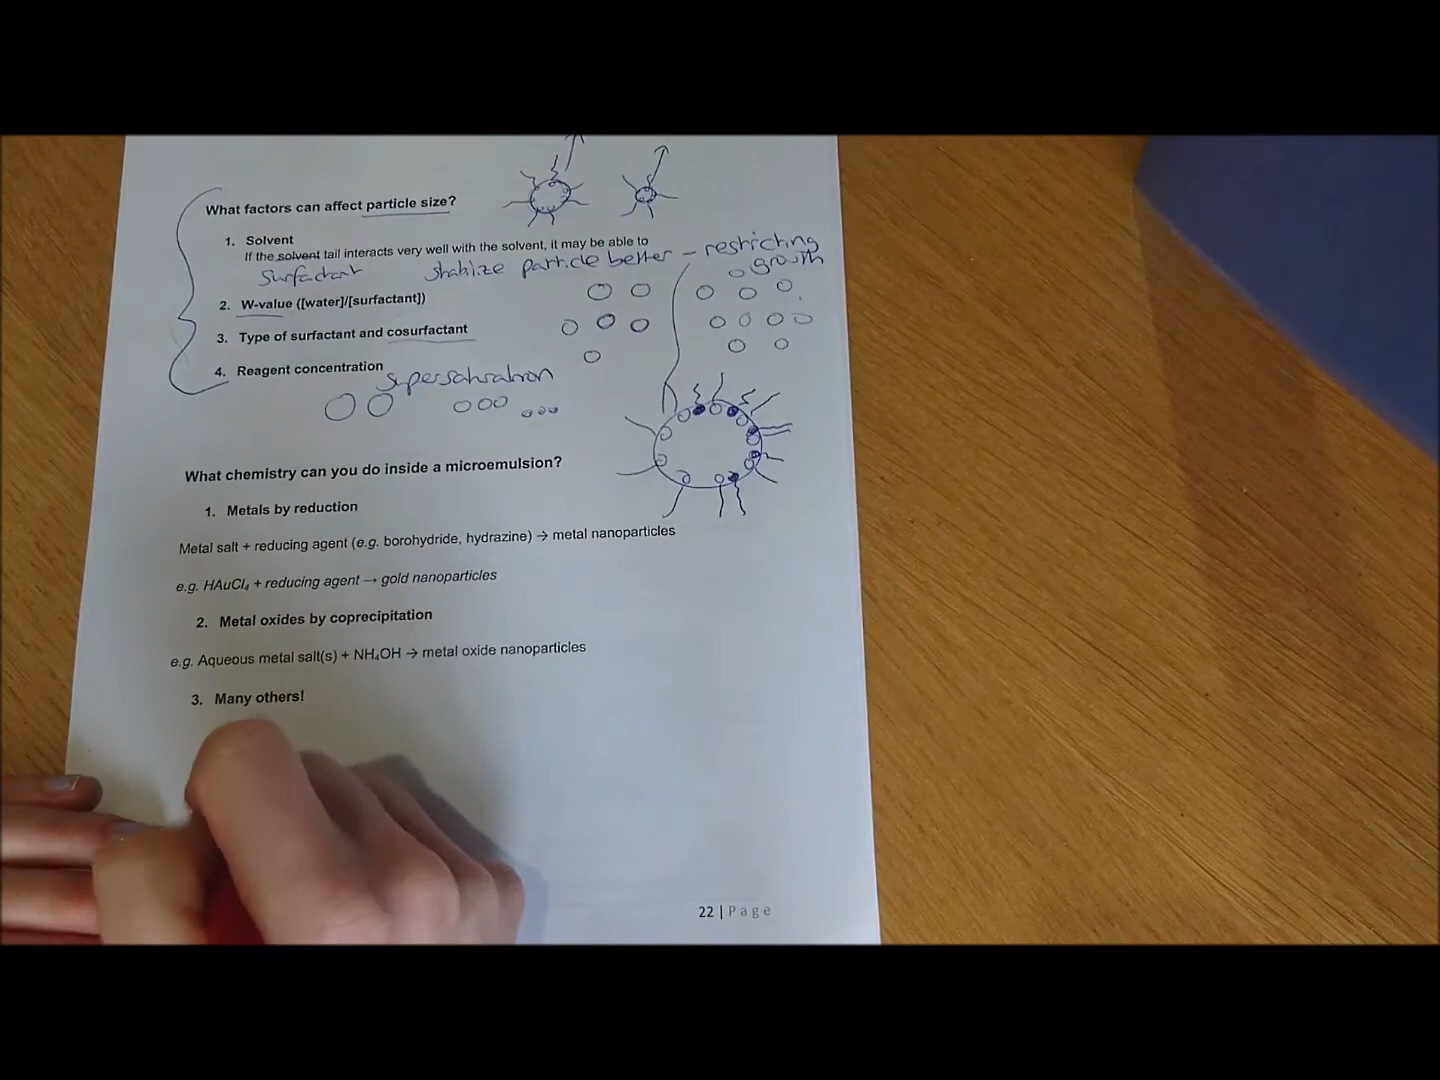 What factors can affect particle size?
1. Solvent
If the solvent tail interacts very well with the solvent, it may be able to
surfactant stabilize particle better - restricting
growth
2. W-value ([water]/[surfactant])
3. Type of surfactant and cosurfactant
4. Reagent concentration
supersaturation
What chemistry can you do inside a microemulsion?
1. Metals by reduction
Metal salt + reducing agent (e.g. borohydride, hydrazine) → metal nanoparticles
e.g. HAuCl₄ + reducing agent → gold nanoparticles
2. Metal oxides by coprecipitation
e.g. Aqueous metal salt(s) + NH₄OH → metal oxide nanoparticles
3. Many others!
22 | Page